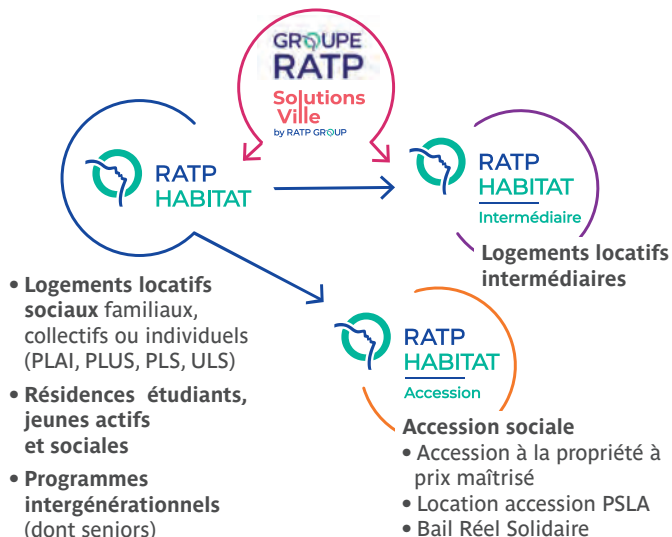 GROUPE
RATP
Solutions
Ville
by RATP GROUP
RATP
HABITAT
RATP
HABITAT
Intermédiaire
Logements locatifs
intermédiaires
• Logements locatifs
sociaux familiaux,
collectifs ou individuels
(PLAI, PLUS, PLS, ULS)
• Résidences étudiants,
jeunes actifs
et sociales
• Programmes
intergénérationnels
(dont seniors)
RATP
HABITAT
Accession
Accession sociale
• Accession à la propriété à
prix maîtrisé
• Location accession PSLA
• Bail Réel Solidaire